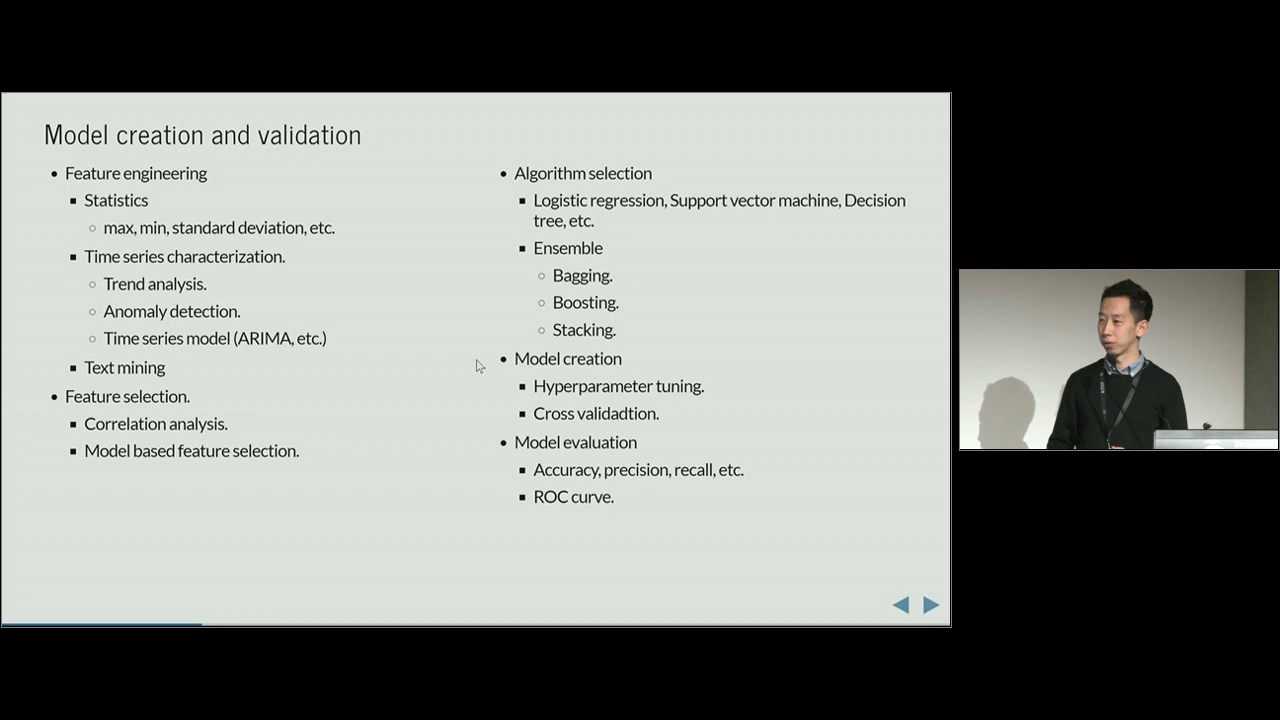 Model creation and validation
• Feature engineering
▪ Statistics
○ max, min, standard deviation, etc.
▪ Time series characterization.
○ Trend analysis.
○ Anomaly detection.
○ Time series model (ARIMA, etc.)
▪ Text mining
• Feature selection.
▪ Correlation analysis.
▪ Model based feature selection.
• Algorithm selection
▪ Logistic regression, Support vector machine, Decision
tree, etc.
▪ Ensemble
○ Bagging.
○ Boosting.
○ Stacking.
• Model creation
▪ Hyperparameter tuning.
▪ Cross validadtion.
• Model evaluation
▪ Accuracy, precision, recall, etc.
▪ ROC curve.